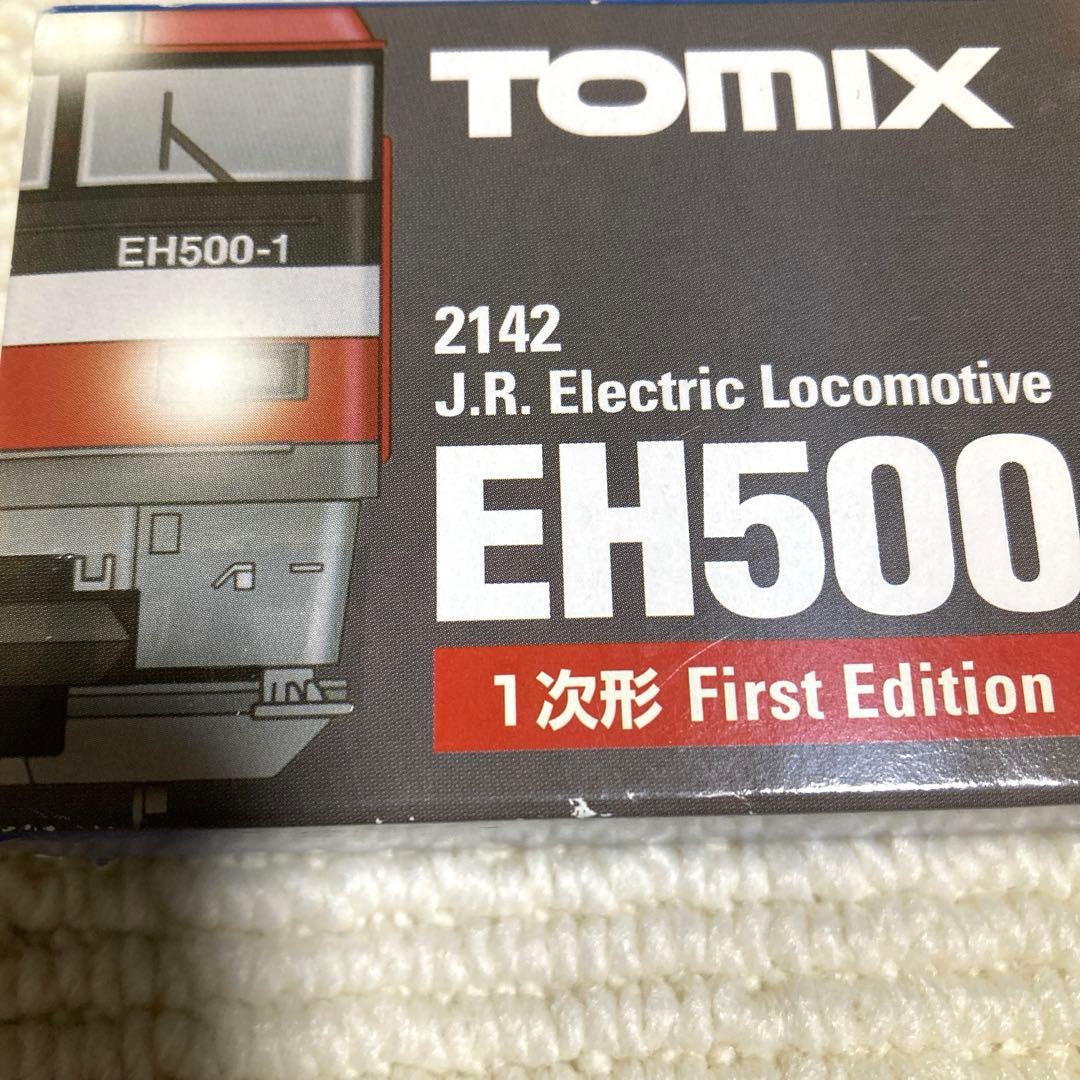 TOMIX
EH500-1
2142
J.R. Electric Locomotive
EH500
1次形 First Edition